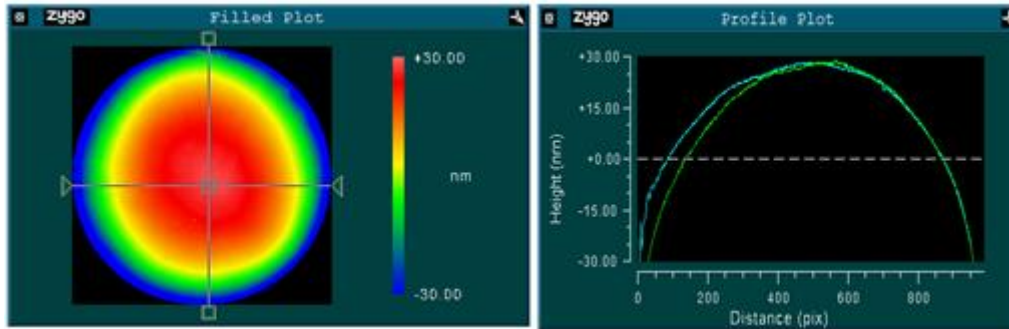 zygo Filled Plot
+30.00
nm
-30.00
zygo Profile Plot
+30.00
+15.00
+0.00
-15.00
-30.00
Height (nm)
0 200 400 600 800
Distance (pix)